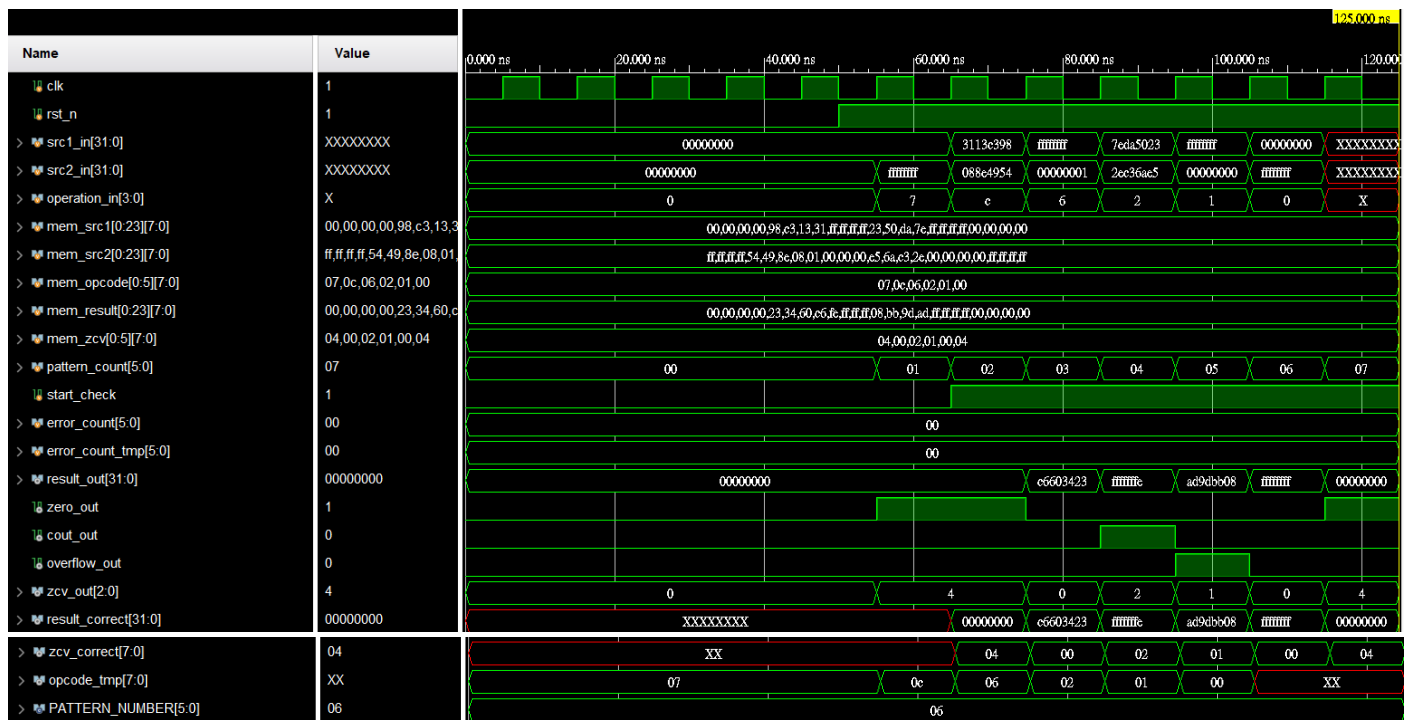 125.000 ns
Name Value 0.000 ns 20.000 ns 40.000 ns 60.000 ns 80.000 ns 100.000 ns 120.000
clk 1
rst_n 1
src1_in[31:0] XXXXXXXX 00000000 3113c398 ffffffff 7eda5023 ffffffff 00000000 XXXXXXXX
src2_in[31:0] XXXXXXXX 00000000 ffffffff 088e4954 00000001 2ec36ae5 00000000 ffffffff XXXXXXXX
operation_in[3:0] X 0 7 c 6 2 1 0 X
mem_src1[0:23][7:0] 00,00,00,00,98,c3,13,3 00,00,00,00,98,c3,13,31,ff,ff,ff,ff,23,50,da,7e,ff,ff,ff,ff,00,00,00,00
mem_src2[0:23][7:0] ff,ff,ff,ff,54,49,8e,08,01, ff,ff,ff,ff,54,49,8e,08,01,00,00,00,e5,6a,c3,2e,00,00,00,00,ff,ff,ff,ff
mem_opcode[0:5][7:0] 07,0c,06,02,01,00 07,0c,06,02,01,00
mem_result[0:23][7:0] 00,00,00,00,23,34,60,c 00,00,00,00,23,34,60,c6,fe,ff,ff,ff,08,bb,9d,ad,ff,ff,ff,ff,00,00,00,00
mem_zcv[0:5][7:0] 04,00,02,01,00,04 04,00,02,01,00,04
pattern_count[5:0] 07 00 01 02 03 04 05 06 07
start_check 1
error_count[5:0] 00 00
error_count_tmp[5:0] 00 00
result_out[31:0] 00000000 00000000 c6603423 fffffffe ad9dbb08 ffffffff 00000000
zero_out 1
cout_out 0
overflow_out 0
zcv_out[2:0] 4 0 4 0 2 1 0 4
result_correct[31:0] 00000000 XXXXXXXX 00000000 c6603423 fffffffe ad9dbb08 ffffffff 00000000
zcv_correct[7:0] 04 XX 04 00 02 01 00 04
opcode_tmp[7:0] XX 07 0c 06 02 01 00 XX
PATTERN_NUMBER[5:0] 06 06